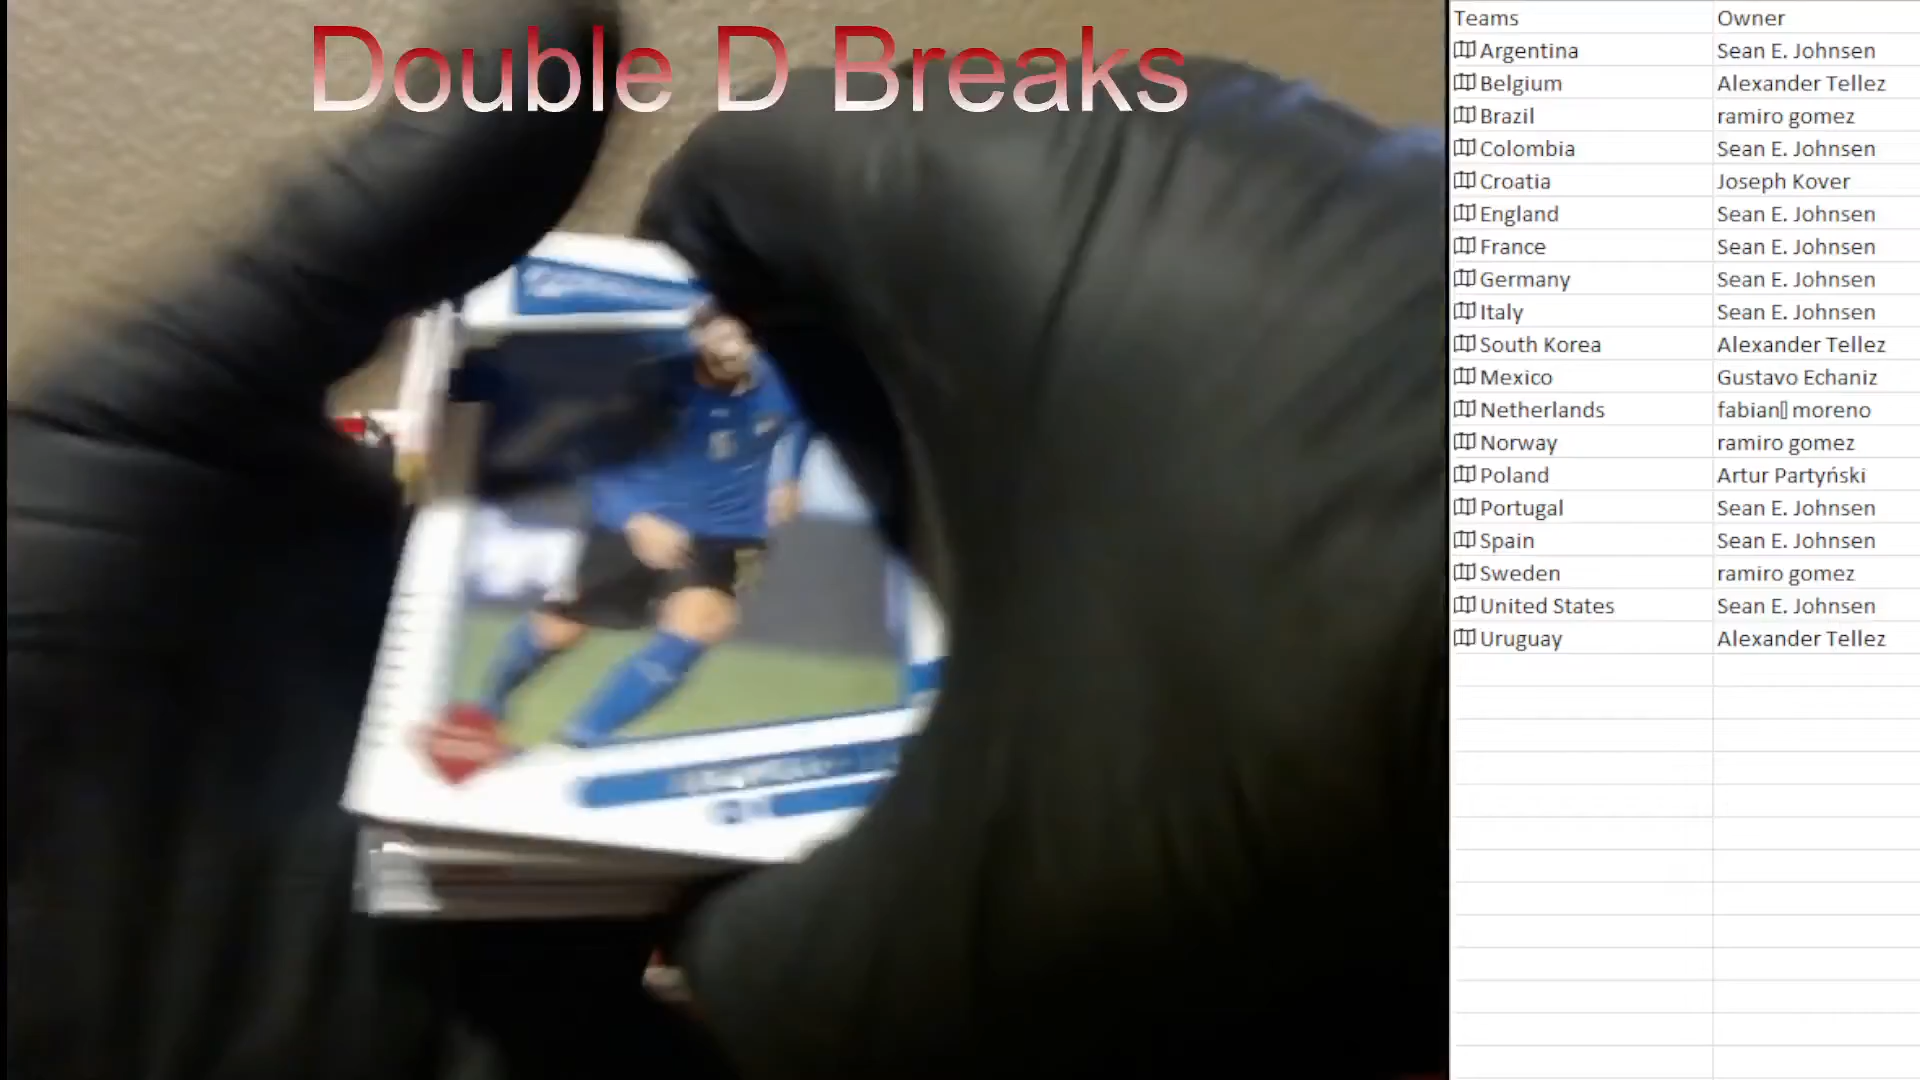 Double D Breaks
Teams Owner
Argentina Sean E. Johnsen
Belgium Alexander Tellez
Brazil ramiro gomez
Colombia Sean E. Johnsen
Croatia Joseph Kover
England Sean E. Johnsen
France Sean E. Johnsen
Germany Sean E. Johnsen
Italy Sean E. Johnsen
South Korea Alexander Tellez
Mexico Gustavo Echaniz
Netherlands fabian▯ moreno
Norway ramiro gomez
Poland Artur Partyński
Portugal Sean E. Johnsen
Spain Sean E. Johnsen
Sweden ramiro gomez
United States Sean E. Johnsen
Uruguay Alexander Tellez